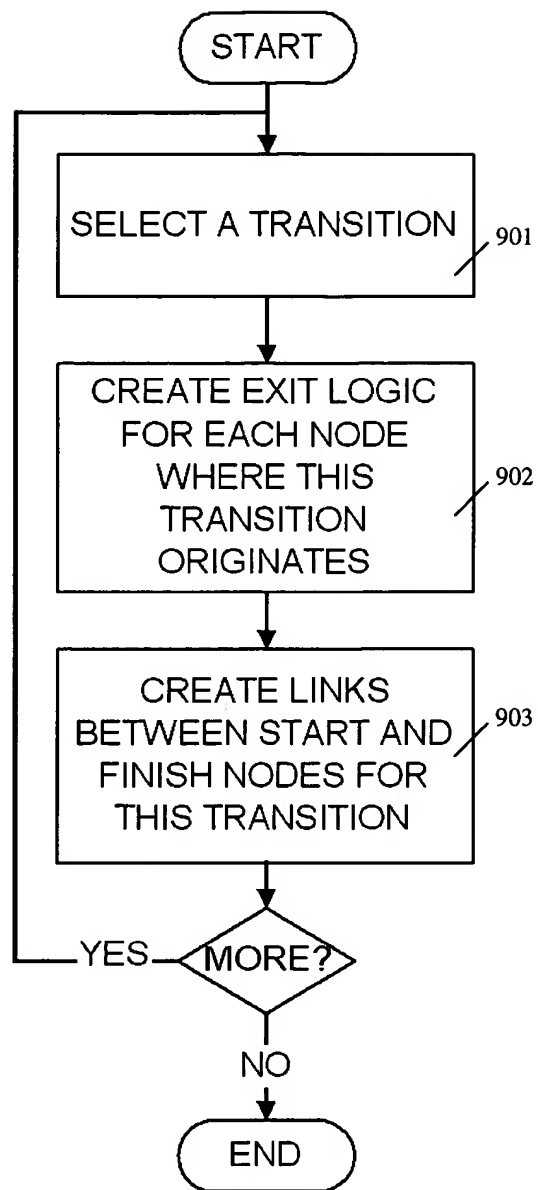 START
SELECT A TRANSITION
901
CREATE EXIT LOGIC
FOR EACH NODE
WHERE THIS
TRANSITION
ORIGINATES
902
CREATE LINKS
BETWEEN START AND
FINISH NODES FOR
THIS TRANSITION
903
YES
MORE?
NO
END